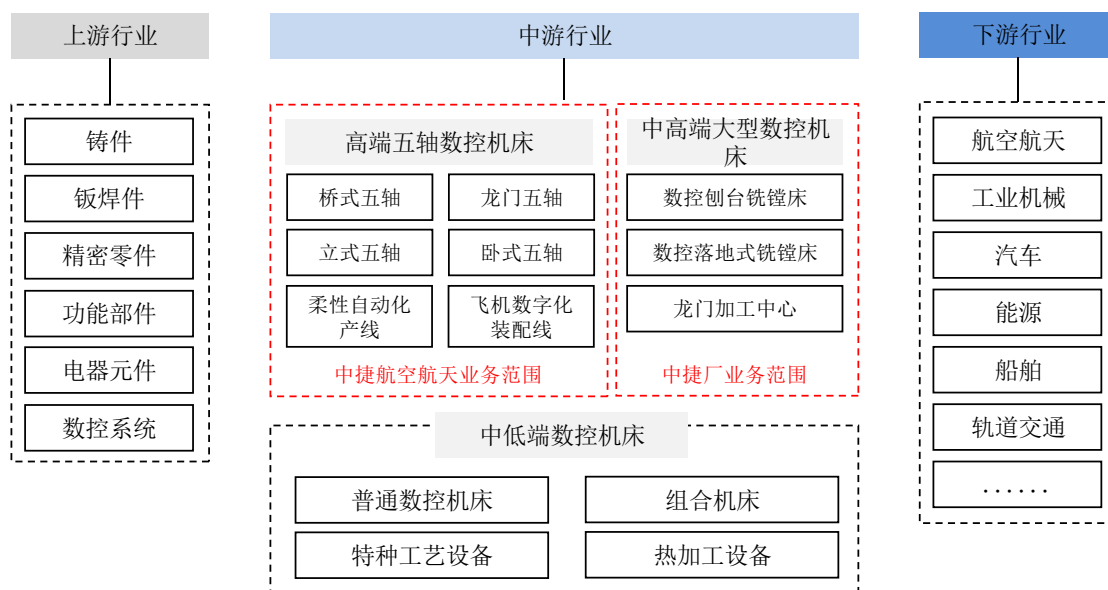 上游行业
铸件
钣焊件
精密零件
功能部件
电器元件
数控系统
中游行业
高端五轴数控机床
桥式五轴
龙门五轴
立式五轴
卧式五轴
柔性自动化
产线
飞机数字化
装配线
中捷航空航天业务范围
中高端大型数控机
床
数控刨台铣镗床
数控落地式铣镗床
龙门加工中心
中捷厂业务范围
中低端数控机床
普通数控机床
组合机床
特种工艺设备
热加工设备
下游行业
航空航天
工业机械
汽车
能源
船舶
轨道交通
......